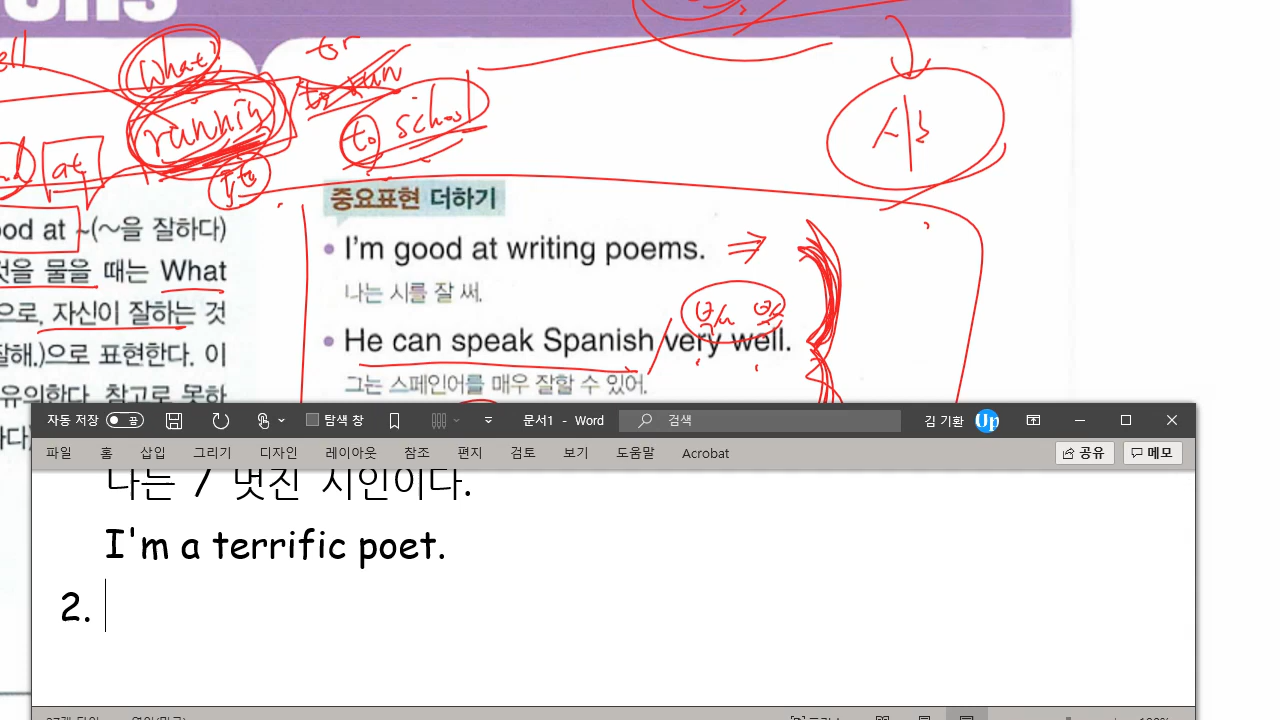 ell
What?
for
to run
running
to school
at
A/B
중요표현 더하기
ood at ~(~을 잘하다)
I'm good at writing poems.
것을 물을 때는 What
나는 시를 잘 써.
으로, 자신이 잘하는 것
He can speak Spanish very well.
잘해.)으로 표현한다. 이
그는 스페인어를 매우 잘할 수 있어.
유의한다. 참고로 못하
자동 저장 끔 탐색 창 문서1 - Word 검색 김 기환 Up
파일 홈 삽입 그리기 디자인 레이아웃 참조 편지 검토 보기 도움말 Acrobat 공유 메모
나는 / 멋진 시인이다.
I'm a terrific poet.
2.